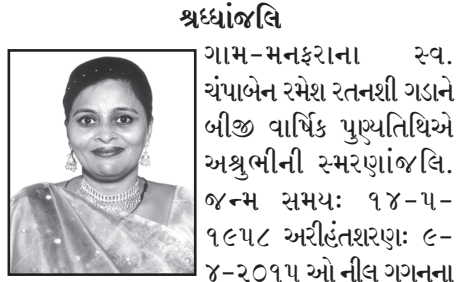 શ્રધ્ધાંજલિ
ગામ-મનફરાના સ્વ.
ચંપાબેન રમેશ રતનશી ગડાને
બીજી વાર્ષિક પુણ્યતિથિએ
અશ્રુભીની સ્મરણાંજલિ.
જન્મ સમયઃ ૧૪-૫-
૧૯૫૮ અરીહંતશરણઃ ૯-
૪-૨૦૧૫ ઓ નીલ ગગનના